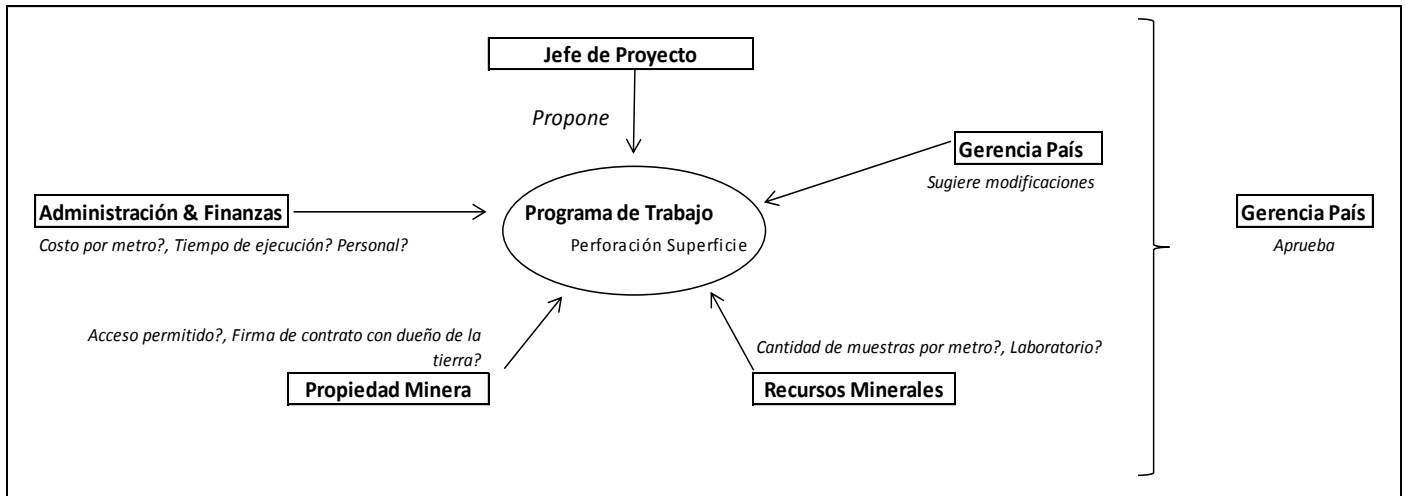 Jefe de Proyecto
Propone
Gerencia País
Sugiere modificaciones
Administración & Finanzas
Costo por metro?, Tiempo de ejecución? Personal?
Programa de Trabajo
Perforación Superficie
Gerencia País
Aprueba
Acceso permitido?, Firma de contrato con dueño de la
tierra?
Propiedad Minera
Cantidad de muestras por metro?, Laboratorio?
Recursos Minerales